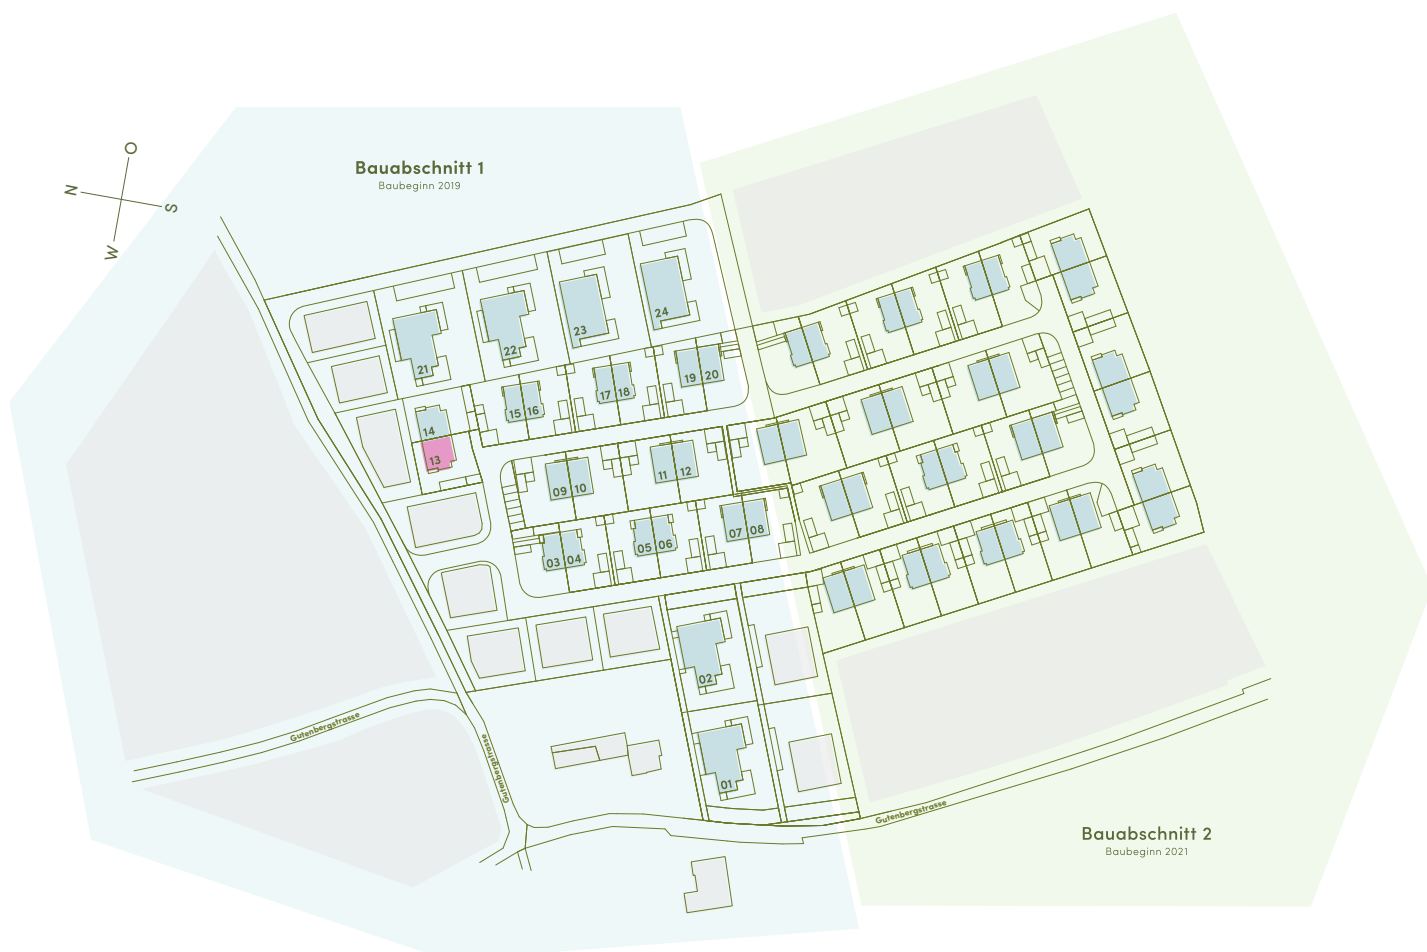 O
N
S
W
Bauabschnitt 1
Baubeginn 2019
24
23
22
21
19 20
17 18
15 16
14
13
11 12
09 10
07 08
05 06
03 04
02
01
Gutenbergstrasse
Gutenbergstrasse
Gutenbergstrasse
Bauabschnitt 2
Baubeginn 2021